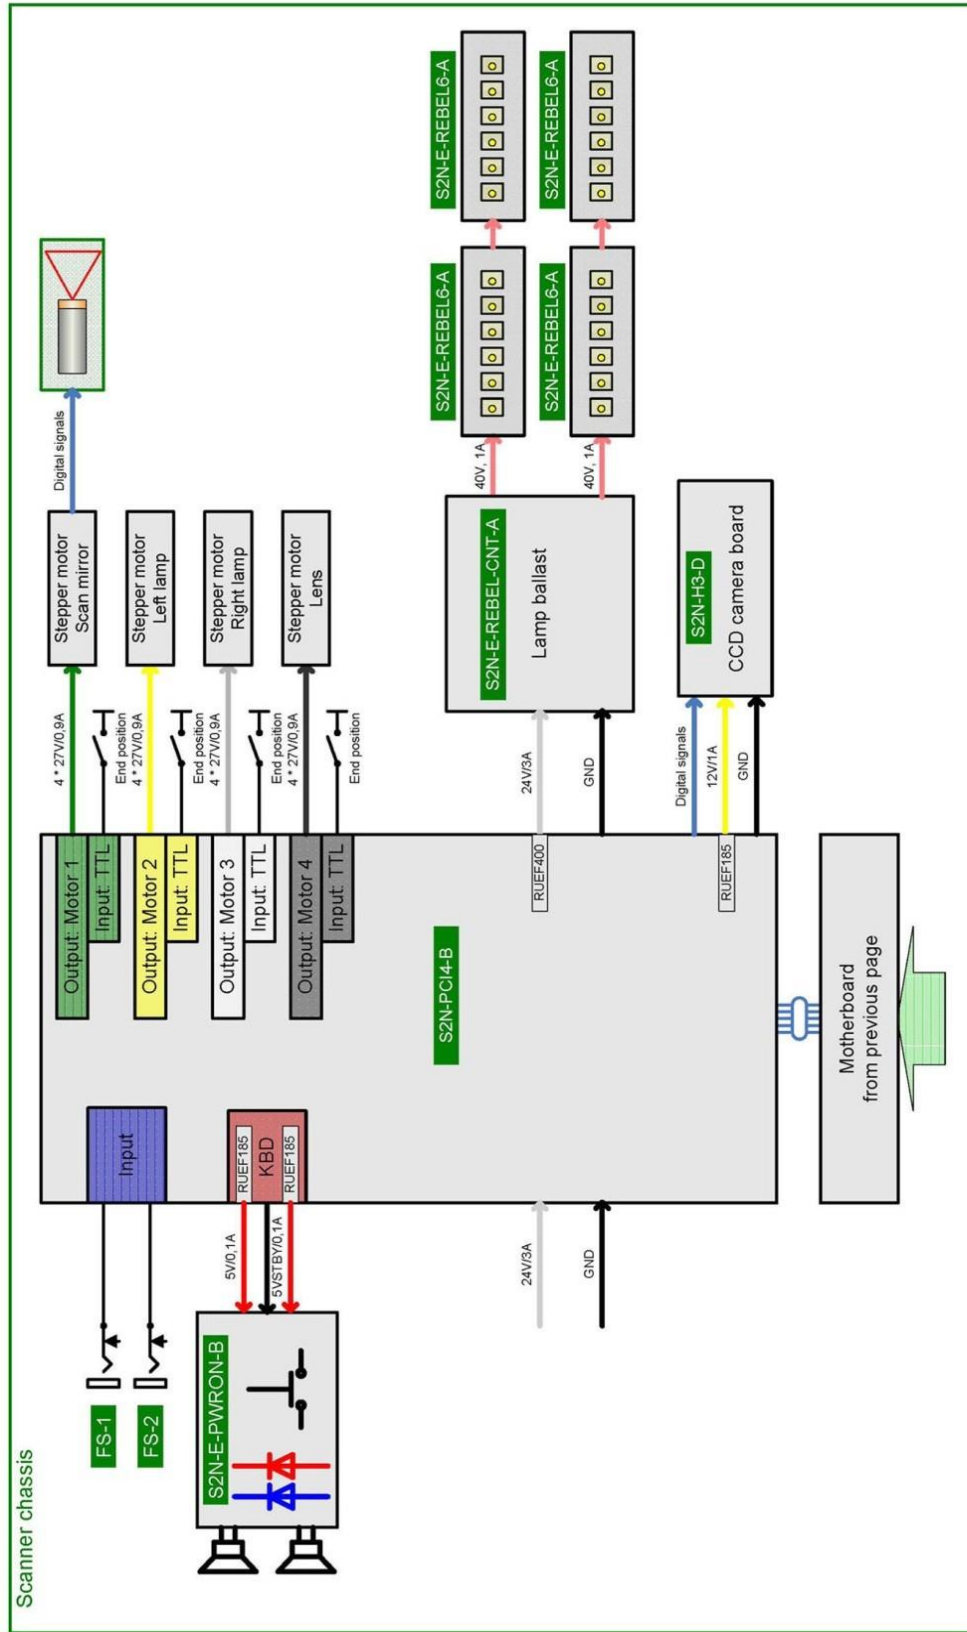 Scanner chassis
FS-1
FS-2
Input
Output: Motor 1
Input: TTL
4 * 27V/0,9A
End position
Stepper motor
Scan mirror
Digital signals
Output: Motor 2
Input: TTL
4 * 27V/0,9A
End position
Stepper motor
Left lamp
Output: Motor 3
Input: TTL
4 * 27V/0,9A
End position
Stepper motor
Right lamp
Output: Motor 4
Input: TTL
4 * 27V/0,9A
End position
Stepper motor
Lens
S2N-E-PWRON-B
5V/0,1A
5VSTBY/0,1A
RUEF185
KBD
RUEF185
S2N-PCI4-B
24V/3A
GND
RUEF400
24V/3A
GND
S2N-E-REBEL-CNT-A
Lamp ballast
40V, 1A
40V, 1A
S2N-E-REBEL6-A
S2N-E-REBEL6-A
S2N-E-REBEL6-A
S2N-E-REBEL6-A
RUEF185
Digital signals
12V/1A
GND
S2N-H3-D
CCD camera board
Motherboard
from previous page